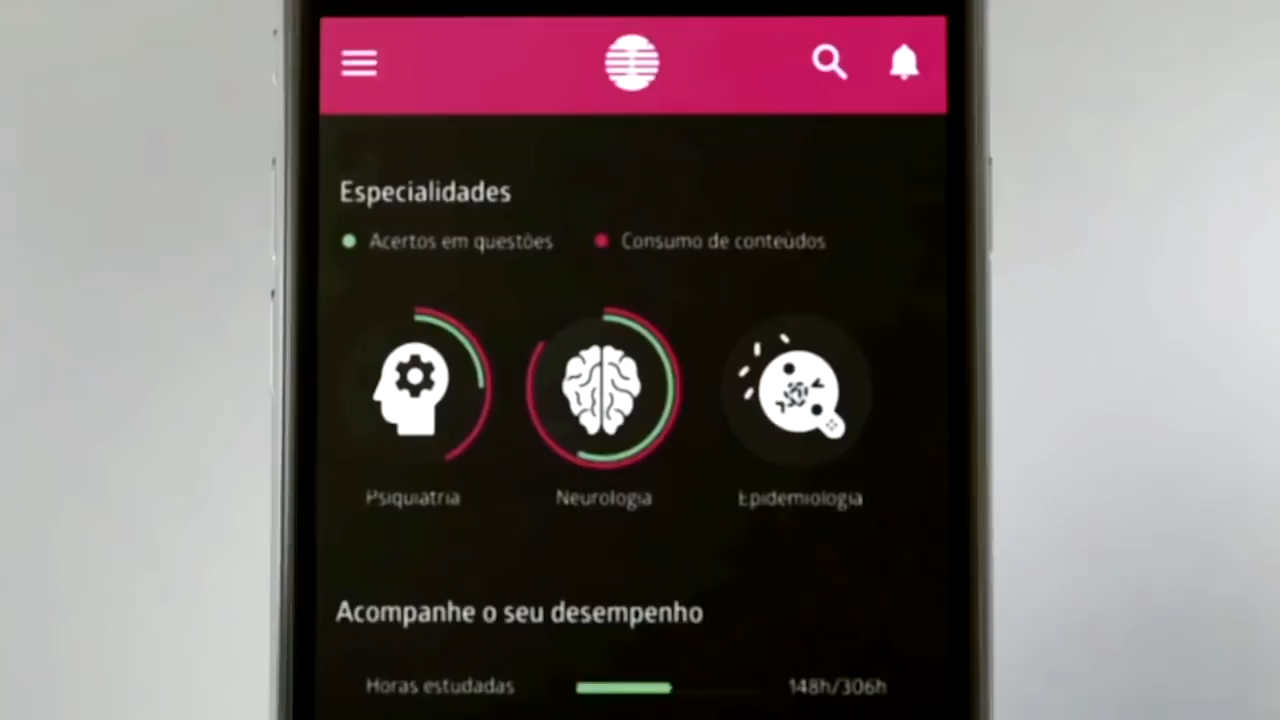 Especialidades
Acertos em questões
Consumo de conteúdos
Psiquiatria
Neurologia
Epidemiologia
Acompanhe o seu desempenho
Horas estudadas
148h/306h